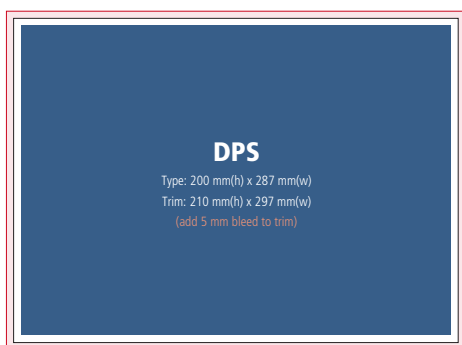 DPS
Type: 200 mm(h) x 287 mm(w)
Trim: 210 mm(h) x 297 mm(w)
(add 5 mm bleed to trim)